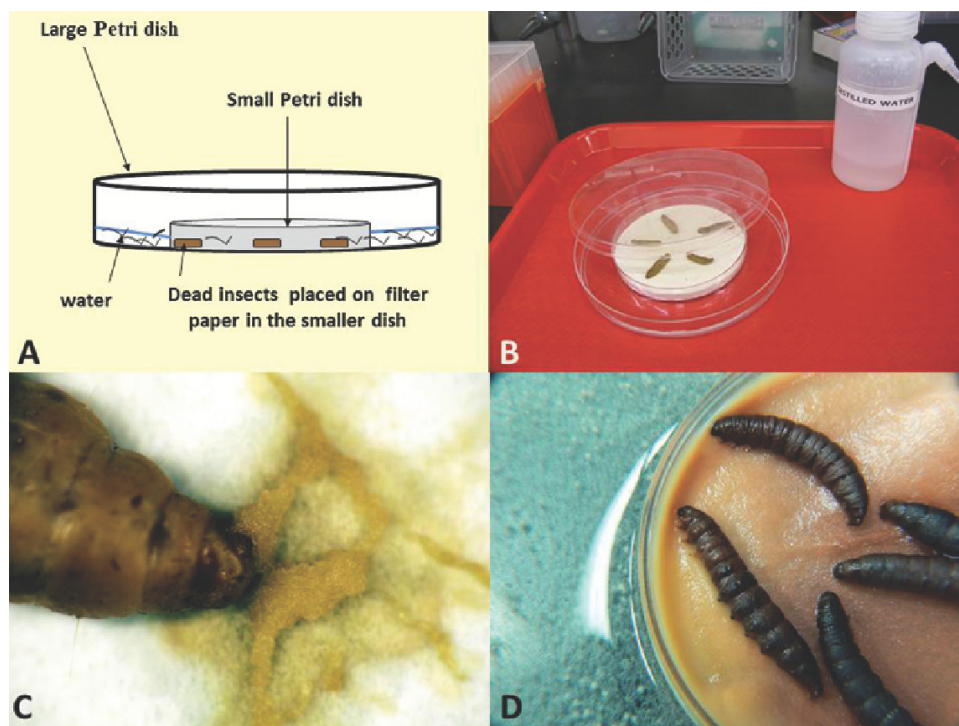 Large Petri dish
Small Petri dish
water
Dead insects placed on filter
paper in the smaller dish
A
B
DISTILLED WATER
C
D